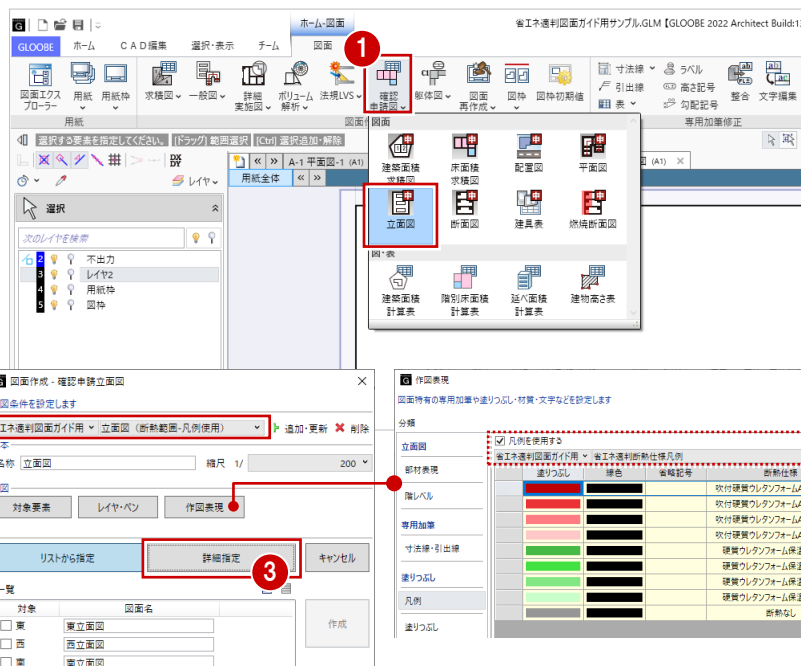 ホーム-図面
省エネ適判図面ガイド用サンプル.GLM【GLOOBE 2022 Architect Build:13
GLOOBE ホーム CAD編集 選択・表示 チーム 図面
1
図面エクス
プローラー
用紙
用紙枠
求積図
一般図
詳細
実施図
ボリューム
解析
法規LVS
確認
申請図
躯体図
図面
再作成
図枠
図枠初期値
寸法線
引出線
表
ラベル
高さ記号
勾配記号
整合
文字編集
用紙
専用加筆修正
選択する要素を指定してください。 [ドラッグ] 範囲選択 [Ctrl] 選択追加・解除
図面
レイヤ
A-1 平面図-1 (A1)
(A1)
用紙全体
選択
次のレイヤを検索
2 不出力
3 レイヤ2
4 用紙枠
5 図枠
建築面積
求積図
床面積
求積図
配置図
平面図
立面図
断面図
建具表
燃焼断面図
図・表
建築面積
計算表
階別床面積
計算表
延べ面積
計算表
建物高さ表
図面作成 - 確認申請立面図
図条件を設定します
エネ適判図面ガイド用
立面図（断熱範囲-凡例使用）
追加・更新
削除
本
名称 立面図
縮尺 1/ 200
図
対象要素
レイヤ・ペン
作図表現
リストから指定
詳細指定
キャンセル
3
一覧
対象 図面名
東 東立面図
西 西立面図
南 南立面図
作成
作図表現
図面特有の専用加筆や塗りつぶし・材質・文字などを設定します
分類
立面図
部材表現
階レベル
専用加筆
寸法線・引出線
塗りつぶし
凡例
塗りつぶし
凡例を使用する
省エネ適判図面ガイド用
省エネ適判断熱仕様凡例
塗りつぶし 線色 省略記号 断熱仕様
吹付硬質ウレタンフォームA
吹付硬質ウレタンフォームA
吹付硬質ウレタンフォームA
吹付硬質ウレタンフォームA
硬質ウレタンフォーム保温
硬質ウレタンフォーム保温
硬質ウレタンフォーム保温
硬質ウレタンフォーム保温
断熱なし